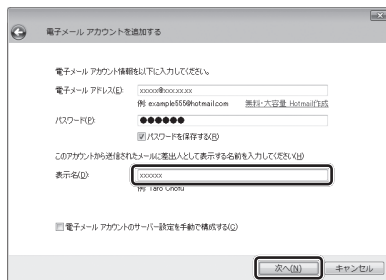 電子メール アカウントを追加する
電子メール アカウント情報を以下に入力してください。
電子メール アドレス(E): xxxxx@xxx.xx.xx
例: example555@hotmail.com 無料・大容量 Hotmail作成
パスワード(P): ●●●●●●
パスワードを保存する(R)
このアカウントから送信されたメールに差出人として表示する名前を入力してください(H)
表示名(D): xxxxxx
例: Taro Chofu
電子メール アカウントのサーバー設定を手動で構成する(C)
次へ(N) キャンセル